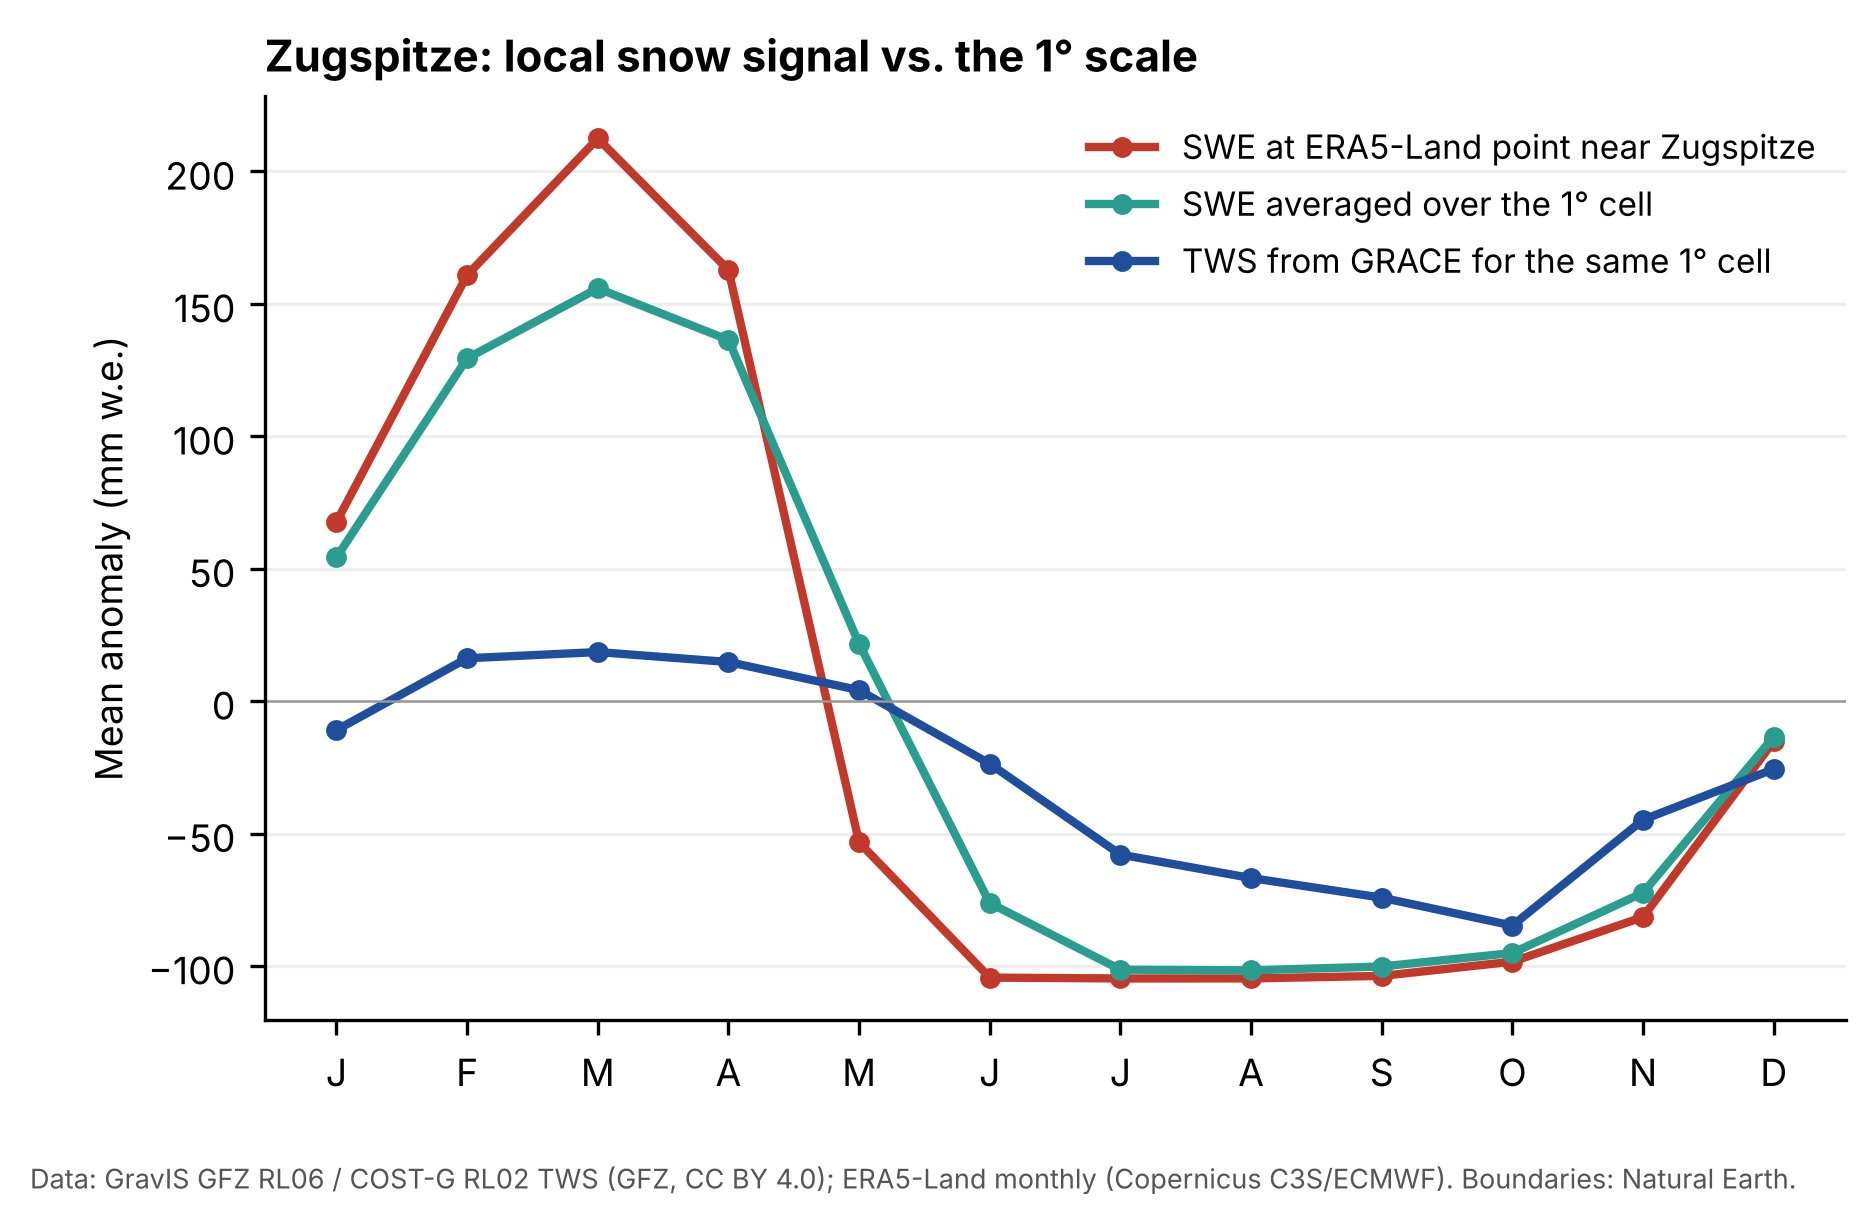 Zugspitze: local snow signal vs. the 1° scale
SWE at ERA5-Land point near Zugspitze
SWE averaged over the 1° cell
TWS from GRACE for the same 1° cell
Mean anomaly (mm w.e.)
200
150
100
50
0
−50
−100
J F M A M J J A S O N D
Data: GravIS GFZ RL06 / COST-G RL02 TWS (GFZ, CC BY 4.0); ERA5-Land monthly (Copernicus C3S/ECMWF). Boundaries: Natural Earth.